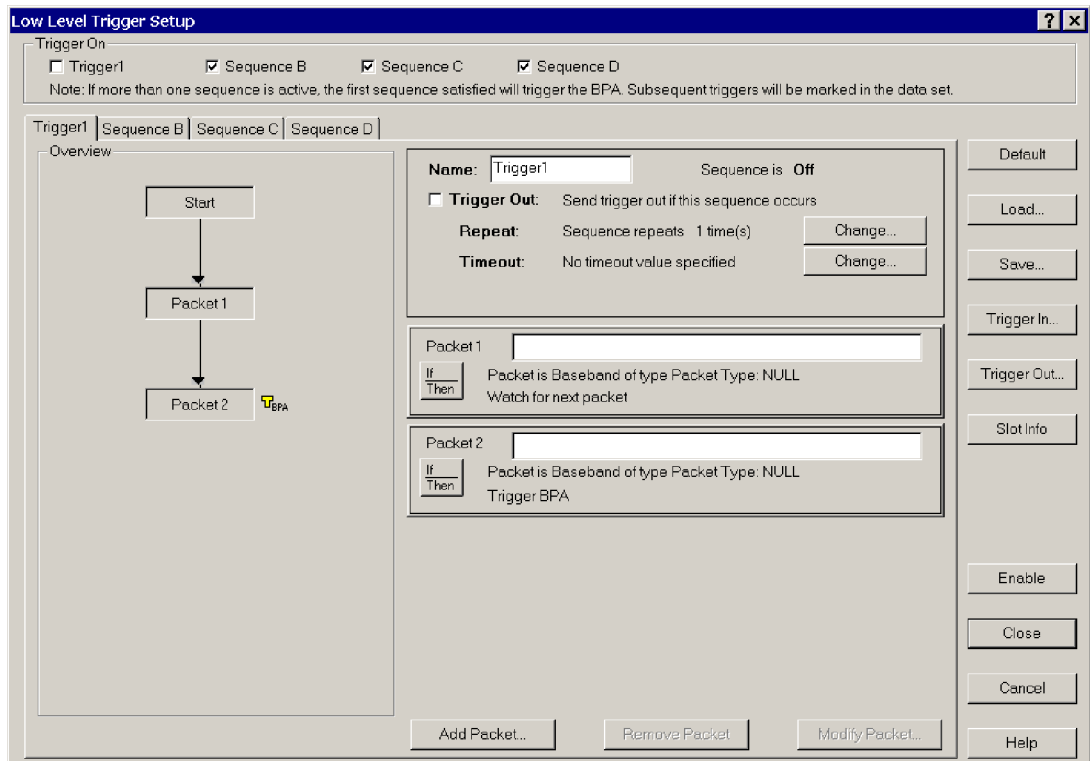 Low Level Trigger Setup
? ×
Trigger On
Trigger1 Sequence B Sequence C Sequence D
Note: If more than one sequence is active, the first sequence satisfied will trigger the BPA. Subsequent triggers will be marked in the data set.
Trigger1 Sequence B Sequence C Sequence D
Overview
Start
Packet 1
Packet 2
T BPA
Name: Trigger1 Sequence is Off
Trigger Out: Send trigger out if this sequence occurs
Repeat: Sequence repeats 1 time(s) Change...
Timeout: No timeout value specified Change...
Packet 1
If
Then
Packet is Baseband of type Packet Type: NULL
Watch for next packet
Packet 2
If
Then
Packet is Baseband of type Packet Type: NULL
Trigger BPA
Add Packet... Remove Packet Modify Packet...
Default
Load...
Save...
Trigger In...
Trigger Out...
Slot Info
Enable
Close
Cancel
Help